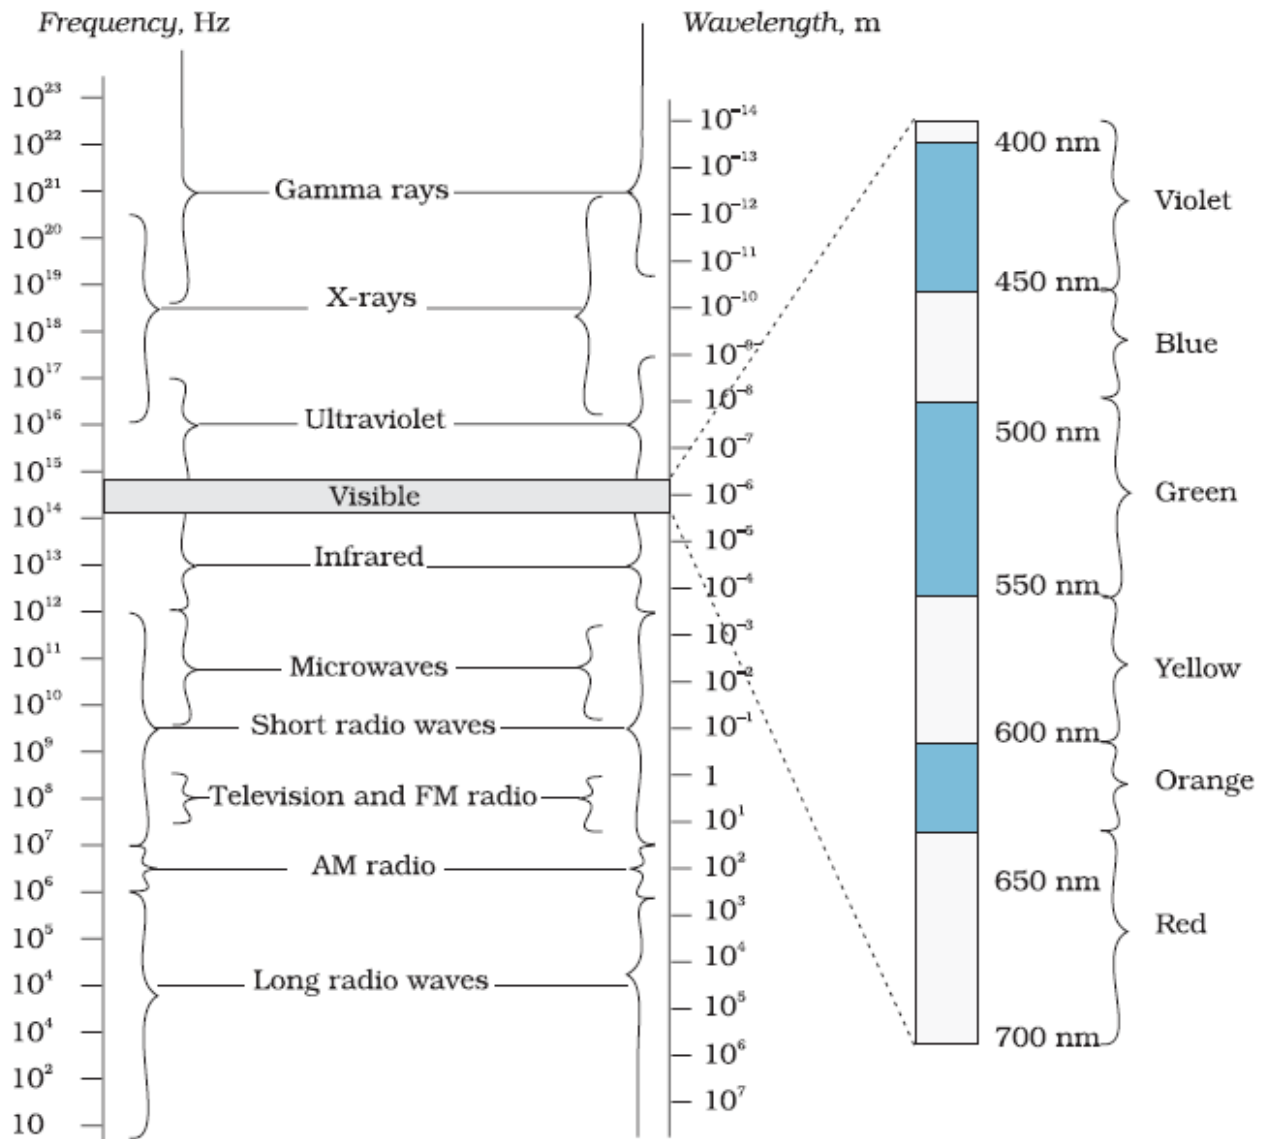 Frequency, Hz
Wavelength, m
10²³
10²²
10²¹
10²⁰
10¹⁹
10¹⁸
10¹⁷
10¹⁶
10¹⁵
10¹⁴
10¹³
10¹²
10¹¹
10¹⁰
10⁹
10⁸
10⁷
10⁶
10⁵
10⁴
10⁴
10²
10
Gamma rays
X-rays
Ultraviolet
Visible
Infrared
Microwaves
Short radio waves
Television and FM radio
AM radio
Long radio waves
10⁻¹⁴
10⁻¹³
10⁻¹²
10⁻¹¹
10⁻¹⁰
10⁻⁹
10⁻⁸
10⁻⁷
10⁻⁶
10⁻⁵
10⁻⁴
10⁻³
10⁻²
10⁻¹
1
10¹
10²
10³
10⁴
10⁵
10⁶
10⁷
400 nm
450 nm
500 nm
550 nm
600 nm
650 nm
700 nm
Violet
Blue
Green
Yellow
Orange
Red